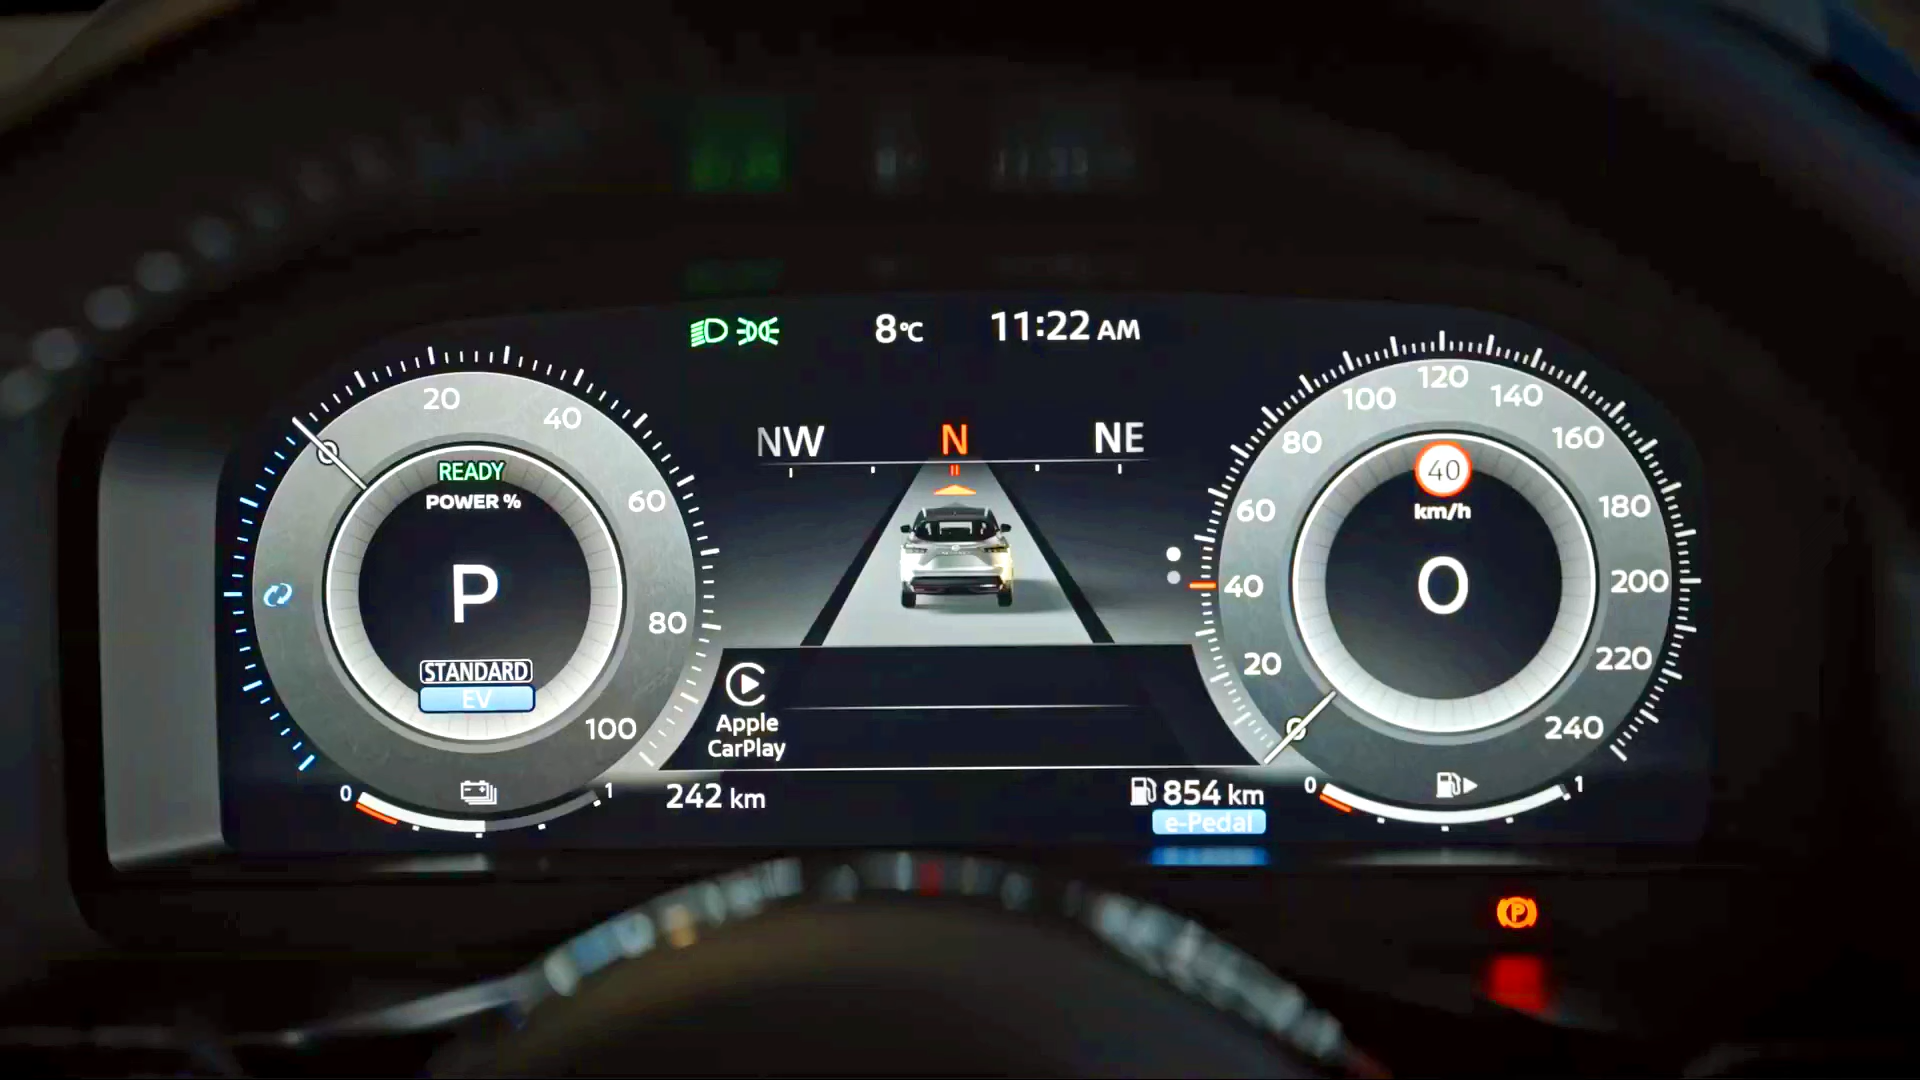 8°C
11:22 AM
NW N NE
0 20 40 60 80 100
READY
POWER %
P
STANDARD
EV
0 1
242 km
Apple
CarPlay
854 km
e-Pedal
0 20 40 60 80 100 120 140 160 180 200 220 240
40
km/h
0
0 1
P